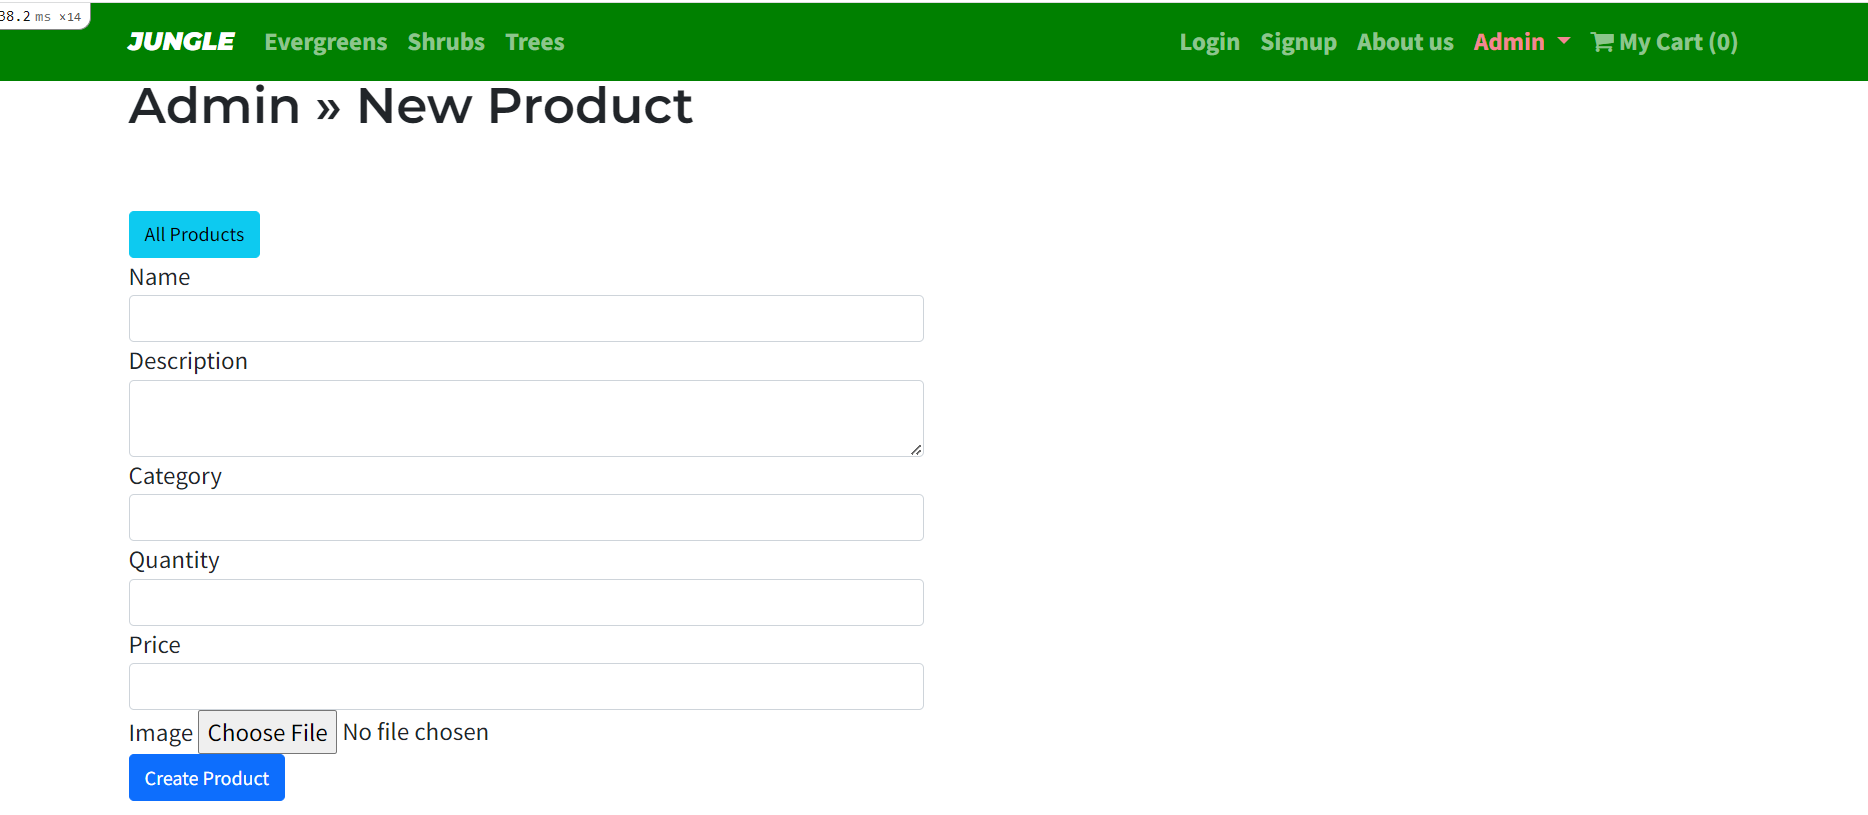 38.2 ms ×14
JUNGLE Evergreens Shrubs Trees Login Signup About us Admin My Cart (0)
Admin » New Product
All Products
Name
Description
Category
Quantity
Price
Image Choose File No file chosen
Create Product